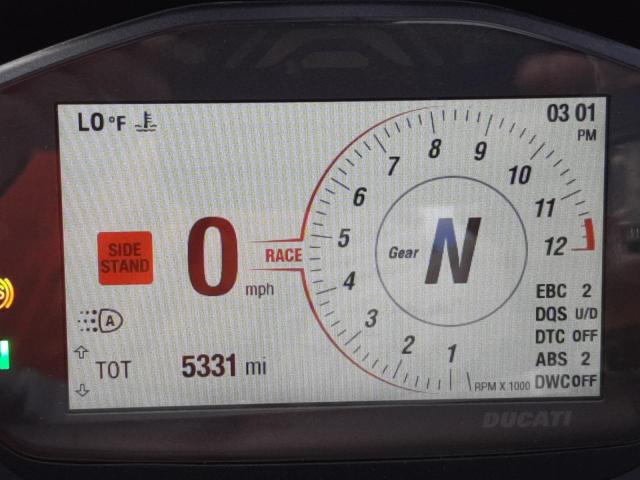 LO °F
03 01
PM
SIDE
STAND
0
mph
RACE
A
TOT 5331 mi
1
2
3
4
5
6
7
8
9
10
11
12
Gear N
RPM X 1000
EBC 2
DQS U/D
DTC OFF
ABS 2
DWC OFF
DUCATI